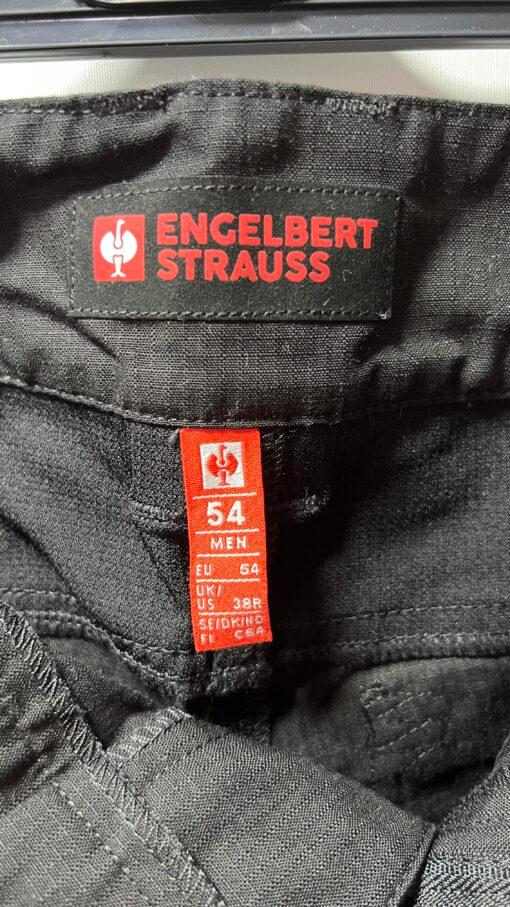 ENGELBERT
STRAUSS
54
MEN
EU 54
UK/
US 38R
SE/DK/NO
FI C54